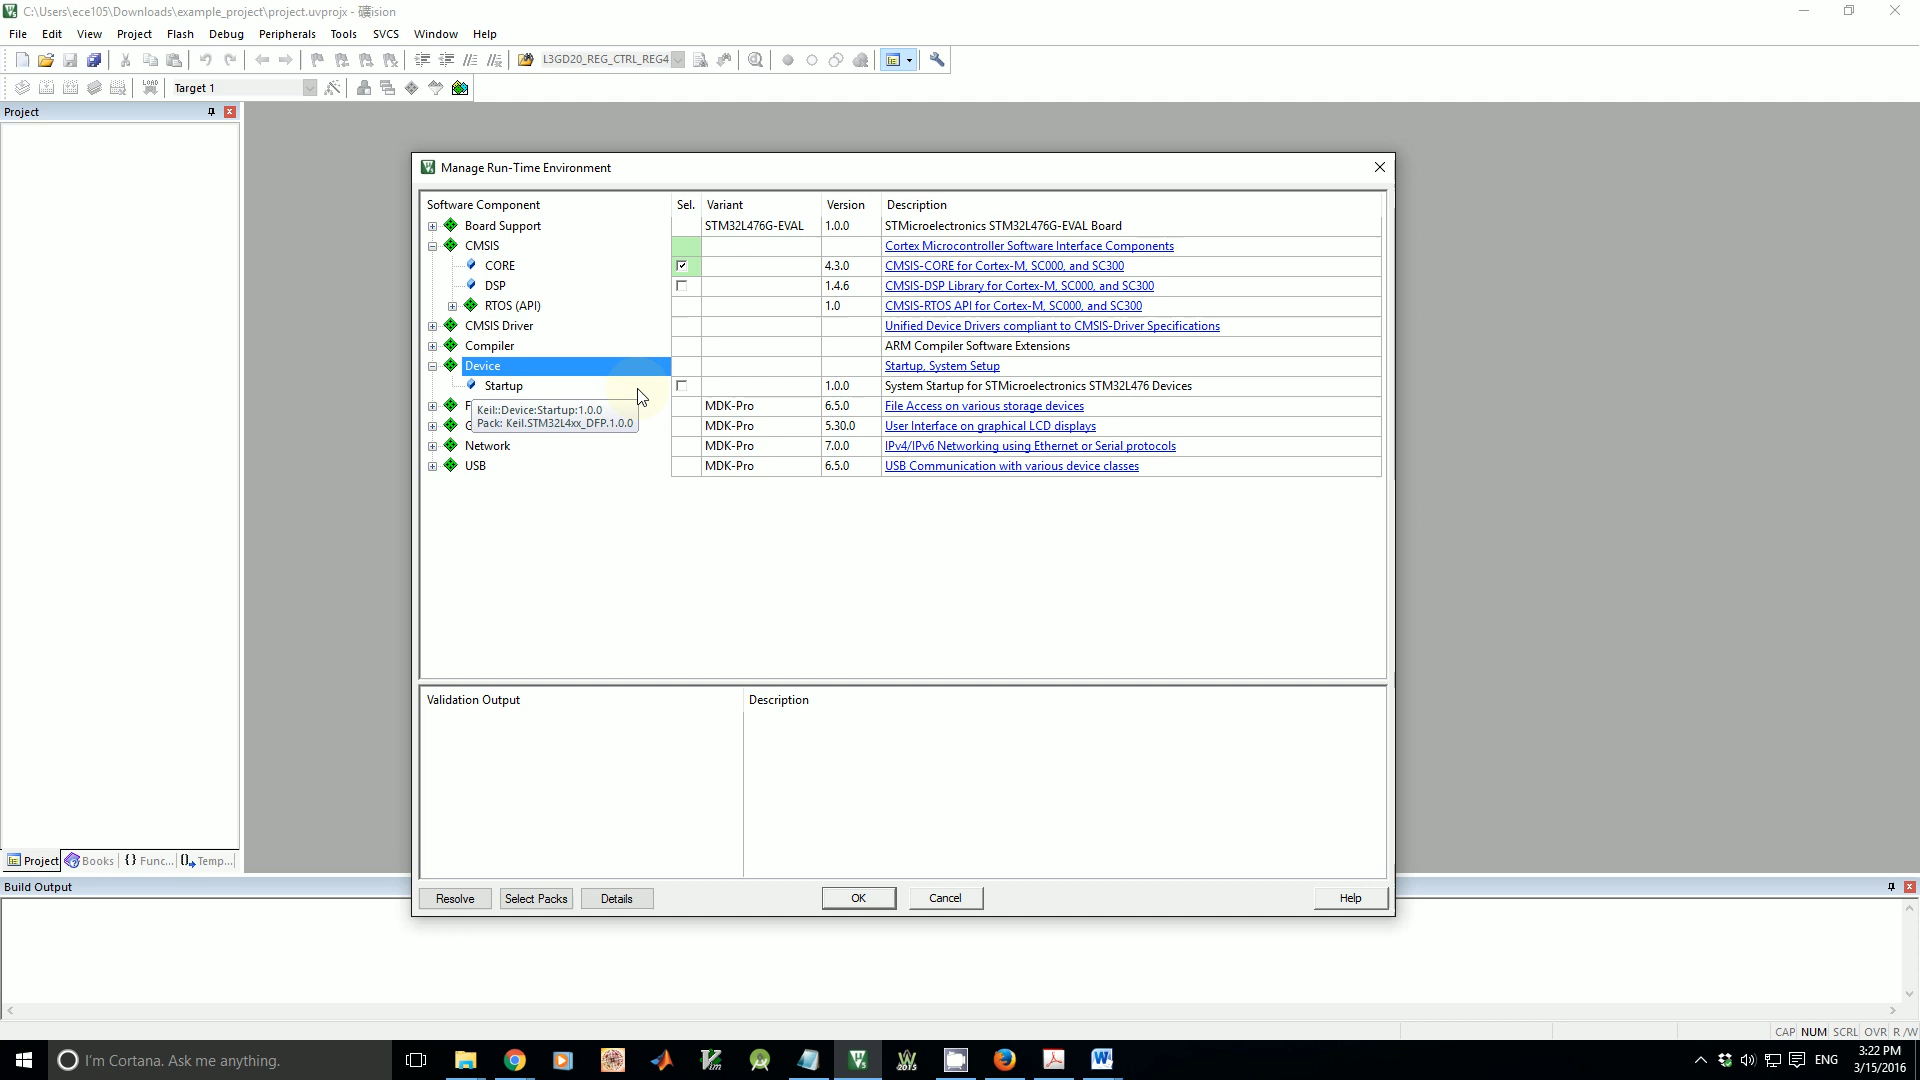 C:\Users\ece105\Downloads\example_project\project.uvprojx - 礦ision
File Edit View Project Flash Debug Peripherals Tools SVCS Window Help
L3GD20_REG_CTRL_REG4
LOAD Target 1
Project
Manage Run-Time Environment
Software Component Sel. Variant Version Description
Board Support STM32L476G-EVAL 1.0.0 STMicroelectronics STM32L476G-EVAL Board
CMSIS Cortex Microcontroller Software Interface Components
CORE 4.3.0 CMSIS-CORE for Cortex-M, SC000, and SC300
DSP 1.4.6 CMSIS-DSP Library for Cortex-M, SC000, and SC300
RTOS (API) 1.0 CMSIS-RTOS API for Cortex-M, SC000, and SC300
CMSIS Driver Unified Device Drivers compliant to CMSIS-Driver Specifications
Compiler ARM Compiler Software Extensions
Device Startup, System Setup
Startup 1.0.0 System Startup for STMicroelectronics STM32L476 Devices
F MDK-Pro 6.5.0 File Access on various storage devices
G MDK-Pro 5.30.0 User Interface on graphical LCD displays
Keil::Device:Startup:1.0.0
Pack: Keil.STM32L4xx_DFP.1.0.0
Network MDK-Pro 7.0.0 IPv4/IPv6 Networking using Ethernet or Serial protocols
USB MDK-Pro 6.5.0 USB Communication with various device classes
Validation Output Description
Project Books {} Func... Temp...
Build Output
Resolve Select Packs Details OK Cancel Help
CAP NUM SCRL OVR R/W
I'm Cortana. Ask me anything.
Vim
2015
ENG
3:22 PM
3/15/2016